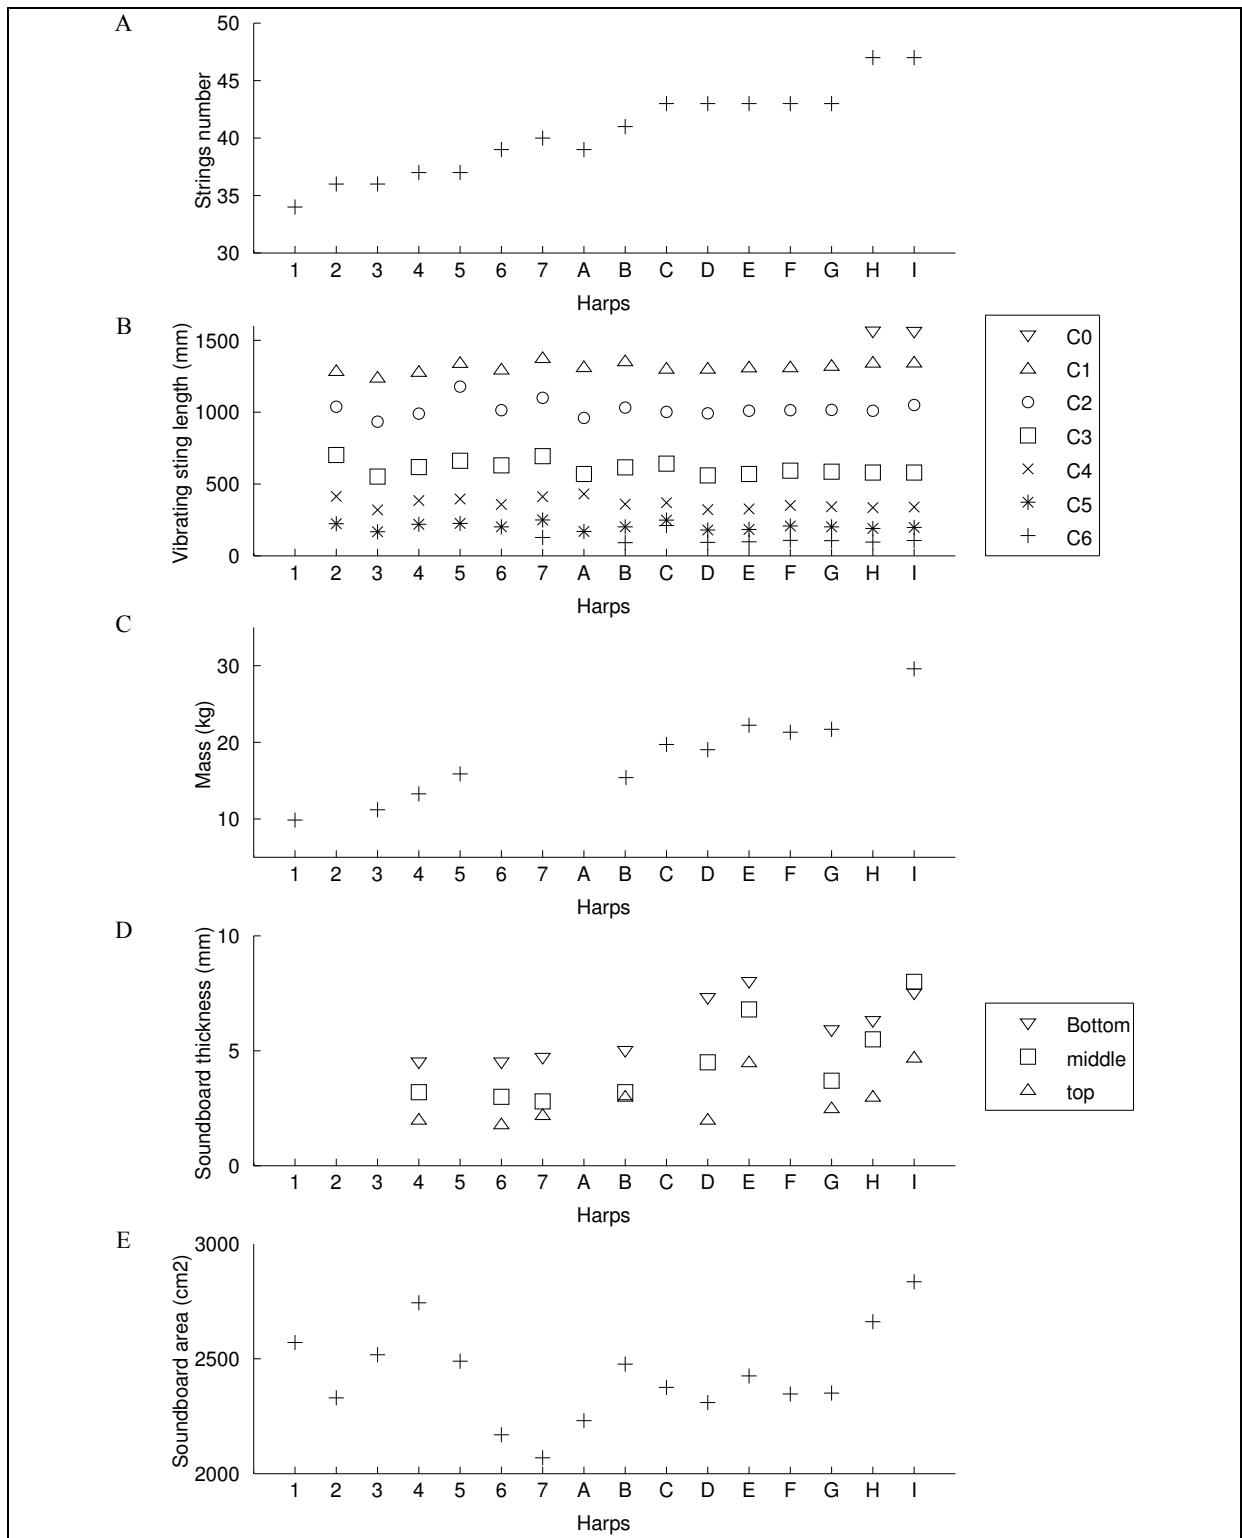 A
50
45
40
35
30
Strings number
1 2 3 4 5 6 7 A B C D E F G H I
Harps
B
1500
1000
500
0
Vibrating sting length (mm)
1 2 3 4 5 6 7 A B C D E F G H I
Harps
C0
C1
C2
C3
C4
C5
C6
C
30
20
10
Mass (kg)
1 2 3 4 5 6 7 A B C D E F G H I
Harps
D
10
5
0
Soundboard thickness (mm)
1 2 3 4 5 6 7 A B C D E F G H I
Harps
Bottom
middle
top
E
3000
2500
2000
Soundboard area (cm2)
1 2 3 4 5 6 7 A B C D E F G H I
Harps